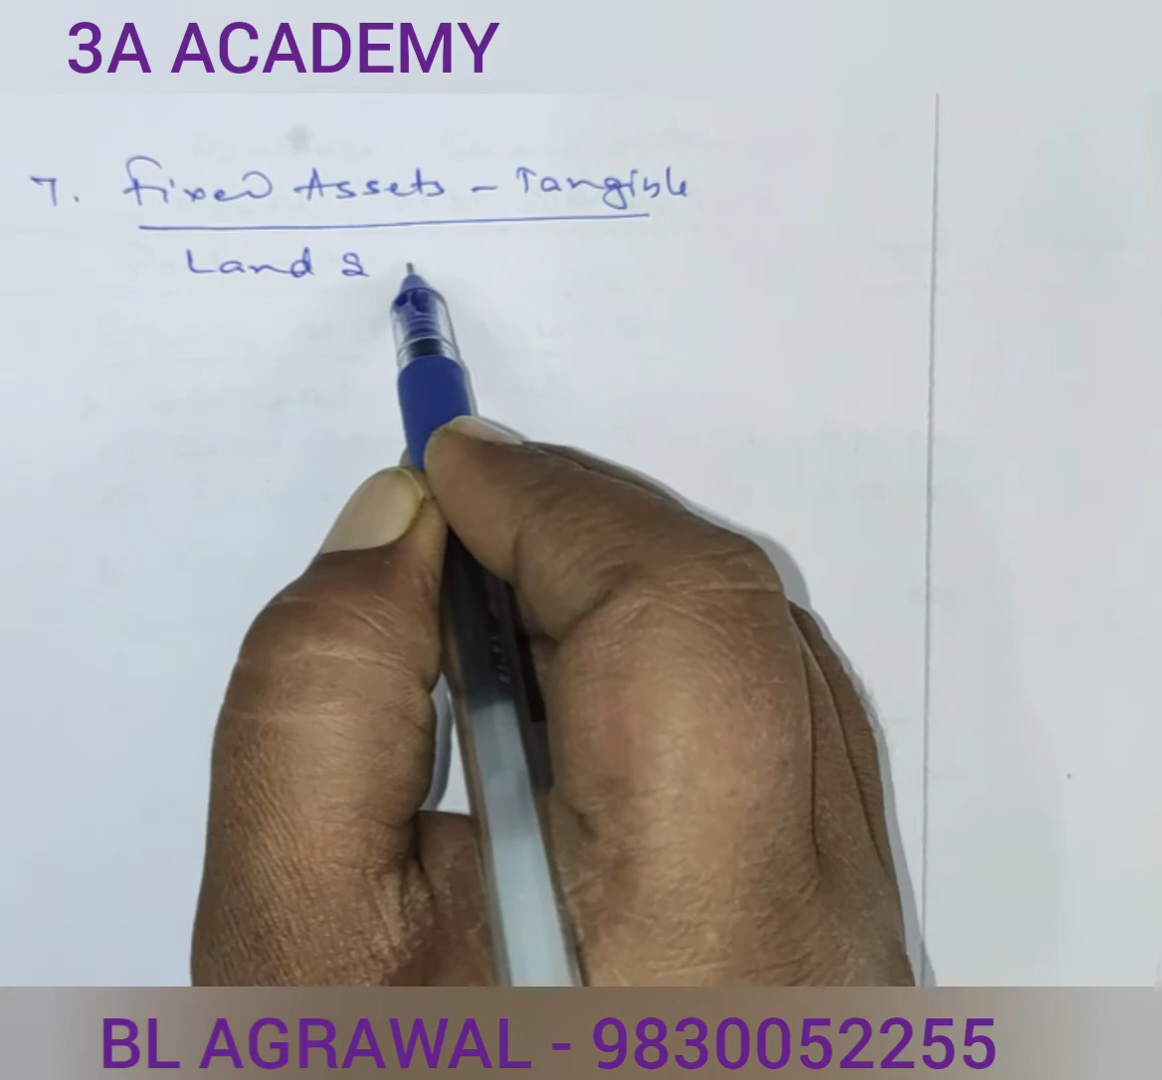 3A ACADEMY
7. Fixed Assets - Tangible
Land &
BL AGRAWAL - 9830052255